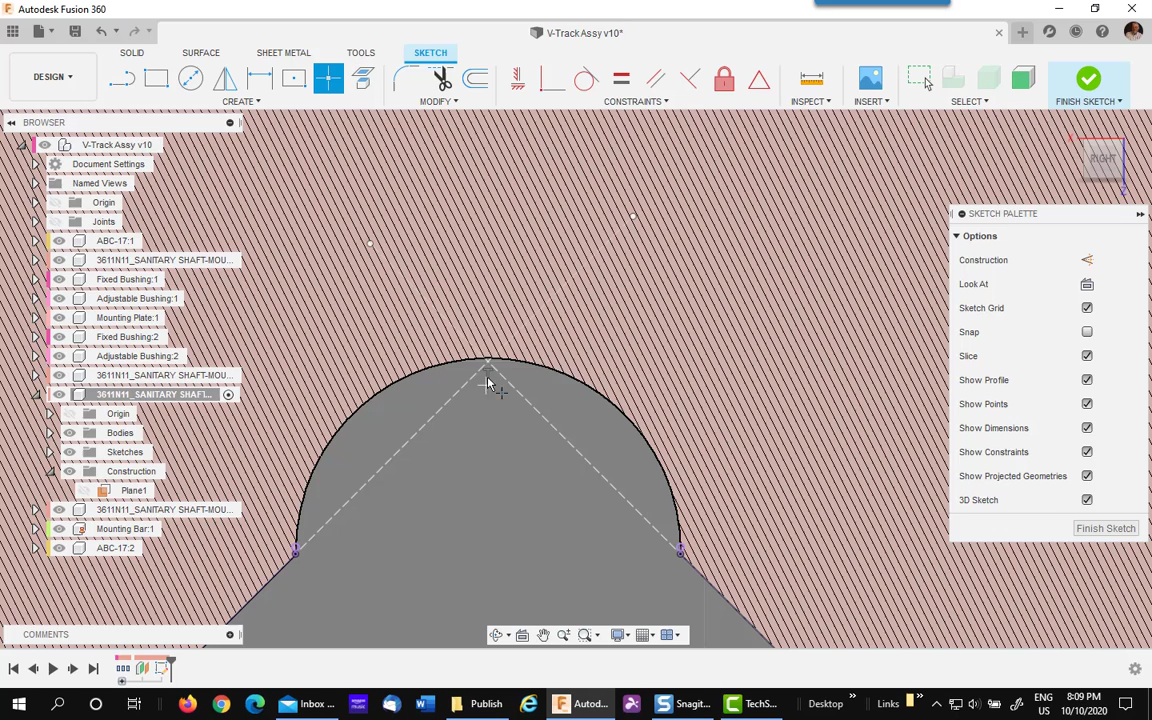 Autodesk Fusion 360
V-Track Assy v10*
DESIGN
SOLID
SURFACE
SHEET METAL
TOOLS
SKETCH
CREATE
MODIFY
CONSTRAINTS
INSPECT
INSERT
SELECT
FINISH SKETCH
BROWSER
V-Track Assy v10
Document Settings
Named Views
Origin
Joints
ABC-17:1
3611N11_SANITARY SHAFT-MOU...
Fixed Bushing:1
Adjustable Bushing:1
Mounting Plate:1
Fixed Bushing:2
Adjustable Bushing:2
3611N11_SANITARY SHAFT-MOU...
3611N11_SANITARY SHAFT...
Origin
Bodies
Sketches
Construction
Plane1
3611N11_SANITARY SHAFT-MOU...
Mounting Bar:1
ABC-17:2
RIGHT
Z
SKETCH PALETTE
Options
Construction
Look At
Sketch Grid
Snap
Slice
Show Profile
Show Points
Show Dimensions
Show Constraints
Show Projected Geometries
3D Sketch
Finish Sketch
COMMENTS
Inbox ...
Publish
Autod...
Snagit...
TechS...
Desktop
Links
ENG
US
8:09 PM
10/10/2020